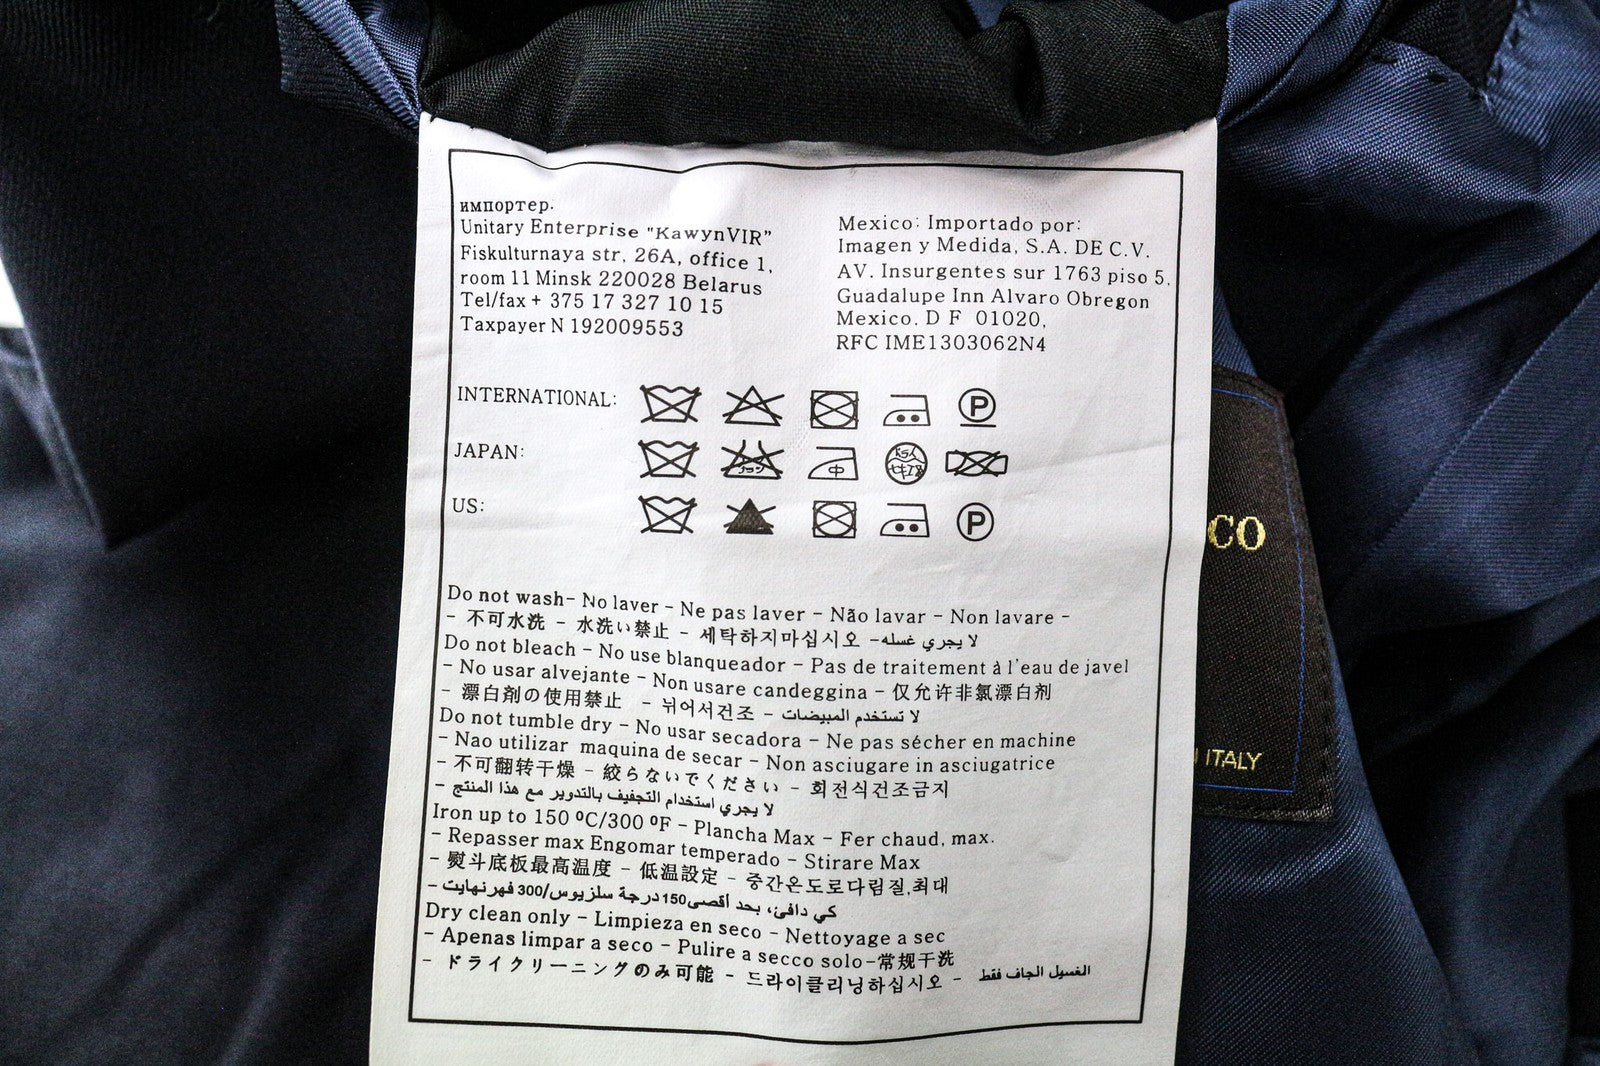 импортер.
Unitary Enterprise "KawynVIR"
Fiskulturnaya str, 26A, office 1,
room 11 Minsk 220028 Belarus
Tel/fax + 375 17 327 10 15
Taxpayer N 192009553
Mexico: Importado por:
Imagen y Medida, S.A. DE C.V.
AV. Insurgentes sur 1763 piso 5,
Guadalupe Inn Alvaro Obregon
Mexico, D F 01020,
RFC IME1303062N4
INTERNATIONAL:
P
JAPAN:
中
US:
P
Do not wash- No laver - Ne pas laver - Não lavar - Non lavare -
- 不可水洗 - 水洗い禁止 - 세탁하지마십시오 -لا يجري غسله
Do not bleach - No use blanqueador - Pas de traitement à l'eau de javel
- No usar alvejante - Non usare candeggina - 仅允许非氯漂白剂
- 漂白剤の使用禁止 - 뉘어서건조 - لا تستخدم المبيضات
Do not tumble dry - No usar secadora - Ne pas sécher en machine
- Nao utilizar maquina de secar - Non asciugare in asciugatrice
- 不可翻转干燥 - 絞らないでください - 회전식건조금지
لا يجري استخدام التجفيف بالتدوير مع هذا المنتج -
Iron up to 150 ºC/300 ºF - Plancha Max - Fer chaud, max.
- Repasser max Engomar temperado - Stirare Max
- 熨斗底板最高温度 - 低温設定 - 중간온도로다림질,최대
كي دافئ، بحد أقصى150 درجة سلزيوس/300 فهرنهايت -
Dry clean only - Limpieza en seco - Nettoyage a sec
- Apenas limpar a seco - Pulire a secco solo-常规干洗
- ドライクリーニングのみ可能 - 드라이클리닝하십시오 - الغسيل الجاف فقط
CO
ITALY